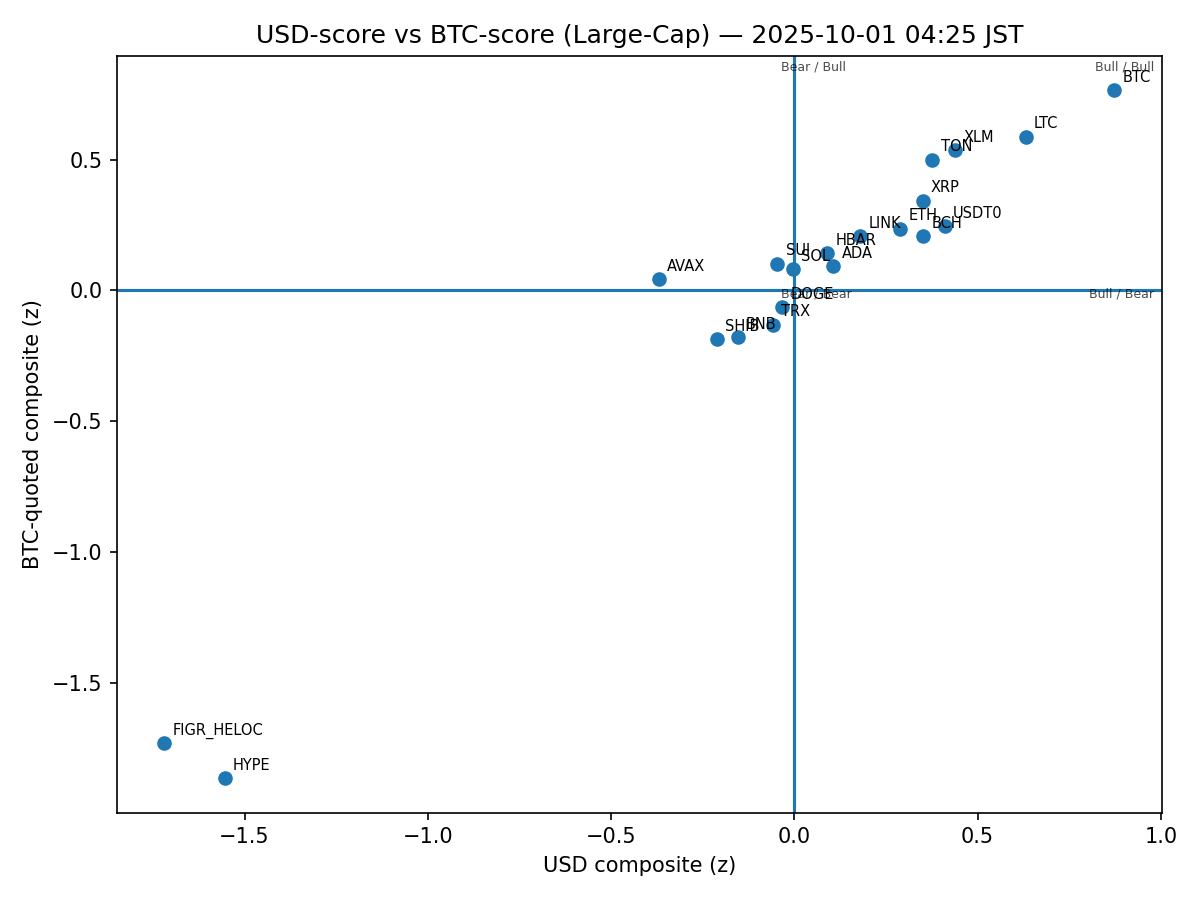 USD-score vs BTC-score (Large-Cap) — 2025-10-01 04:25 JST
Bear / Bull
Bull / Bull
BTC
LTC
XLM
TON
XRP
USDT0
ETH
BCH
LINK
HBAR
ADA
SUI
SOL
AVAX
Bear / Bear
Bull / Bear
DOGE
TRX
BNB
SHIB
FIGR_HELOC
HYPE
0.5
0.0
−0.5
−1.0
−1.5
BTC-quoted composite (z)
−1.5
−1.0
−0.5
0.0
0.5
1.0
USD composite (z)